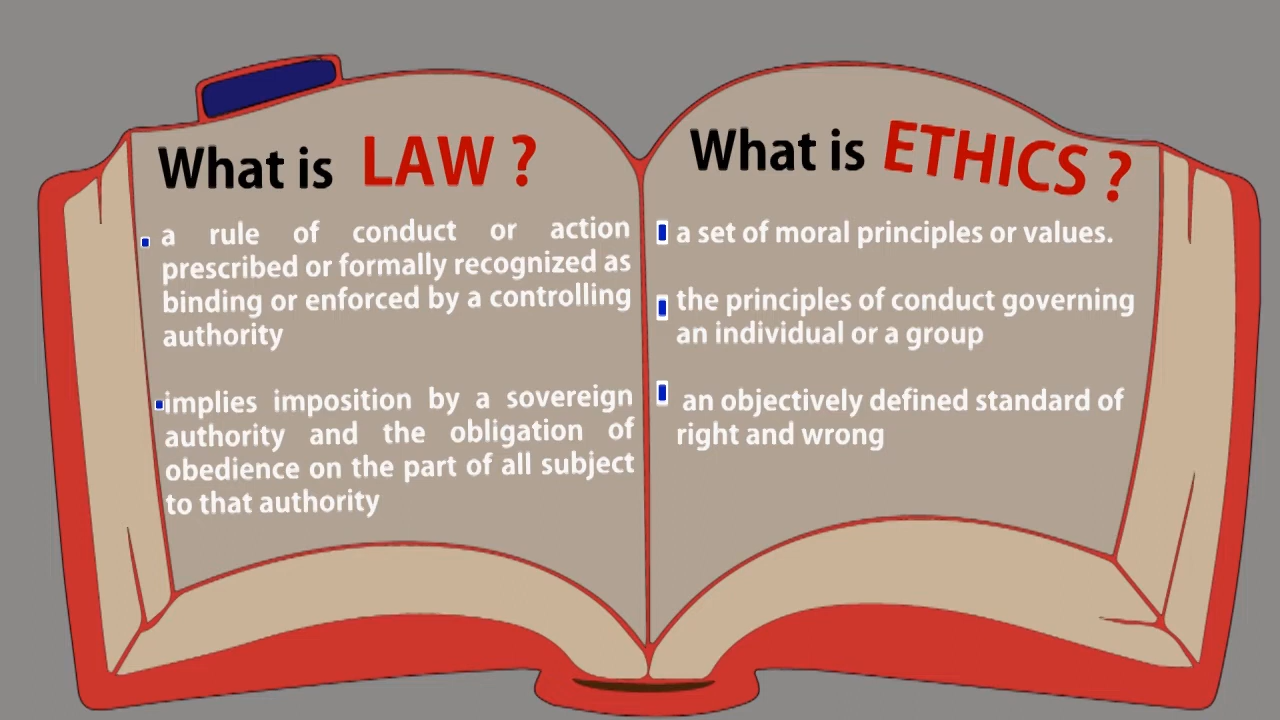 What is LAW ?
a rule of conduct or action
prescribed or formally recognized as
binding or enforced by a controlling
authority
implies imposition by a sovereign
authority and the obligation of
obedience on the part of all subject
to that authority
What is ETHICS ?
a set of moral principles or values.
the principles of conduct governing
an individual or a group
an objectively defined standard of
right and wrong